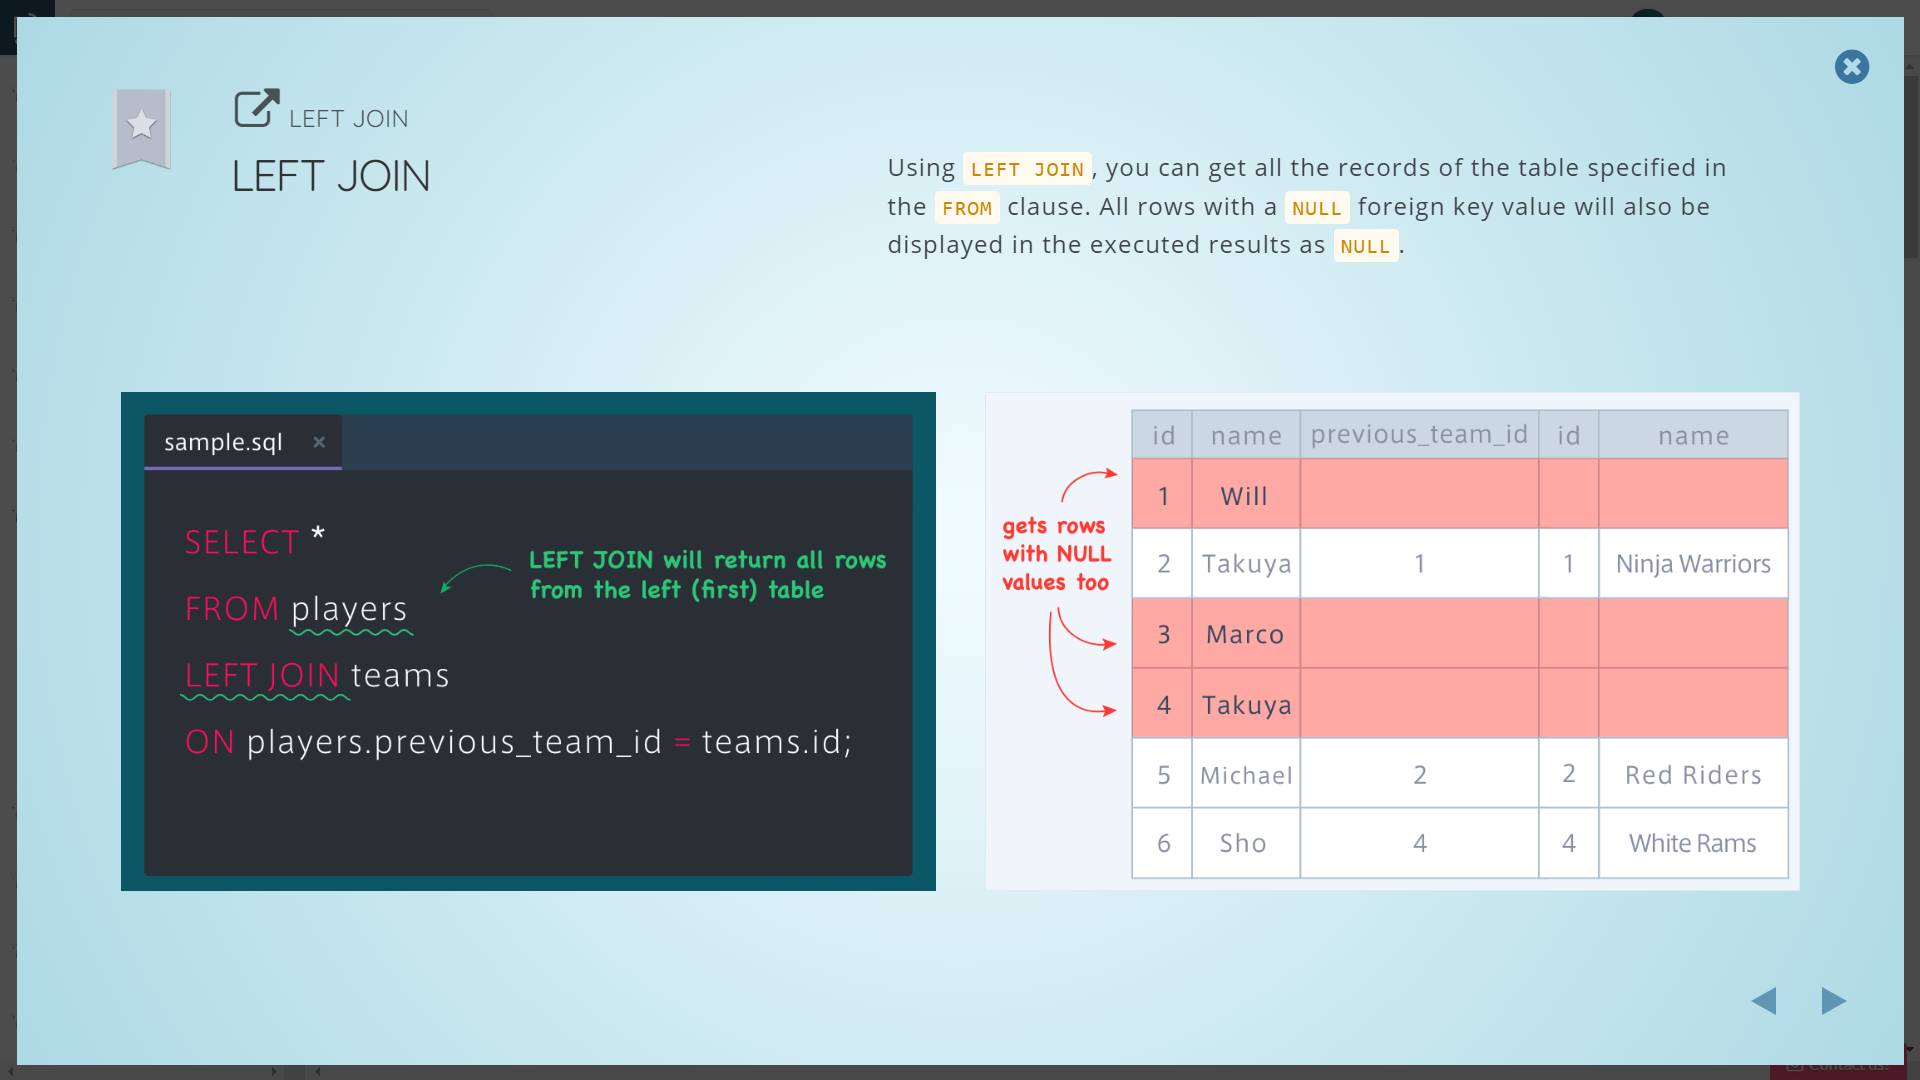 LEFT JOIN
LEFT JOIN
Using LEFT JOIN, you can get all the records of the table specified in
the FROM clause. All rows with a NULL foreign key value will also be
displayed in the executed results as NULL.
sample.sql ×
SELECT *
FROM players
LEFT JOIN teams
ON players.previous_team_id = teams.id;
LEFT JOIN will return all rows
from the left (first) table
gets rows
with NULL
values too
id name previous_team_id id name
1 Will
2 Takuya 1 1 Ninja Warriors
3 Marco
4 Takuya
5 Michael 2 2 Red Riders
6 Sho 4 4 White Rams
Contact us!